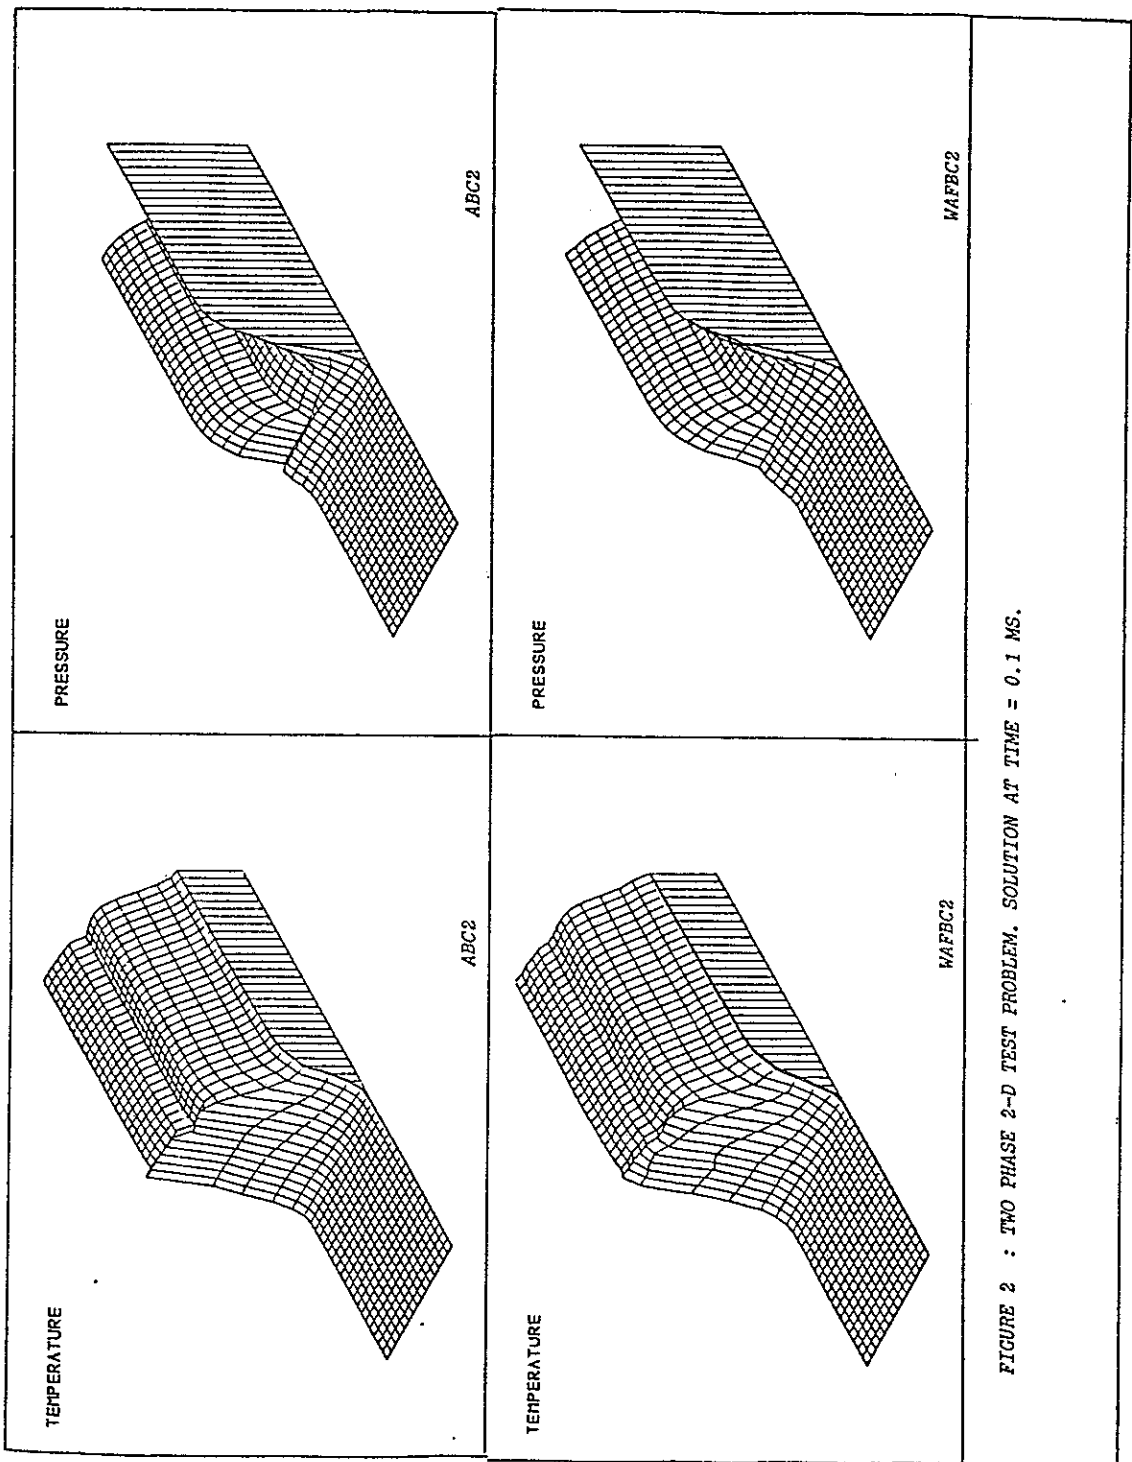 TEMPERATURE
ABC2
PRESSURE
ABC2
TEMPERATURE
WAFBC2
PRESSURE
WAFBC2
FIGURE 2 : TWO PHASE 2-D TEST PROBLEM. SOLUTION AT TIME = 0.1 MS.